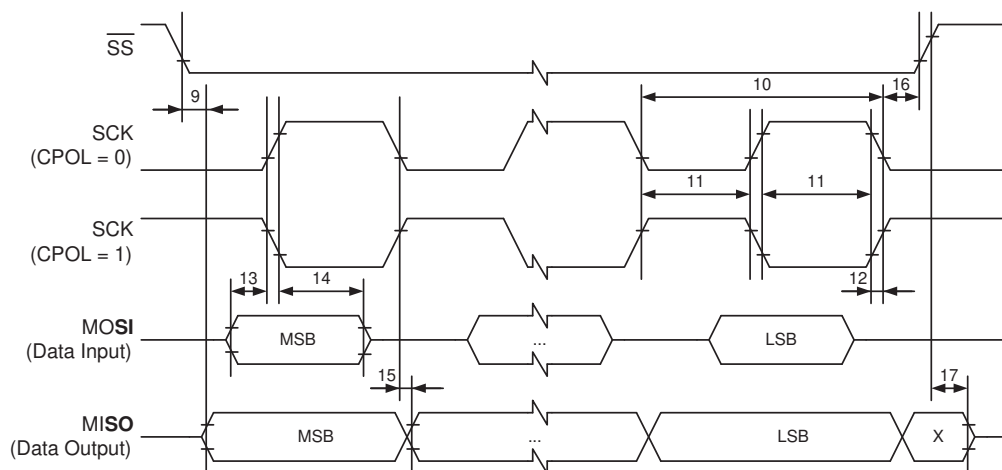 SS
9
10
16
SCK
(CPOL = 0)
11
11
SCK
(CPOL = 1)
13
14
12
MOSI
(Data Input)
MSB
...
LSB
15
17
MISO
(Data Output)
MSB
...
LSB
X